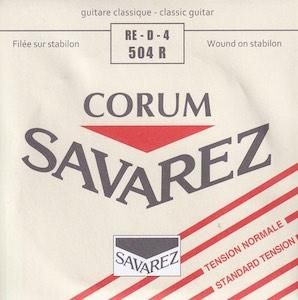 guitare classique - classic guitar
RE - D - 4
504 R
Filée sur stabilon
Wound on stabilon
CORUM
SAVAREZ
SAVAREZ
TENSION NORMALE
STANDARD TENSION